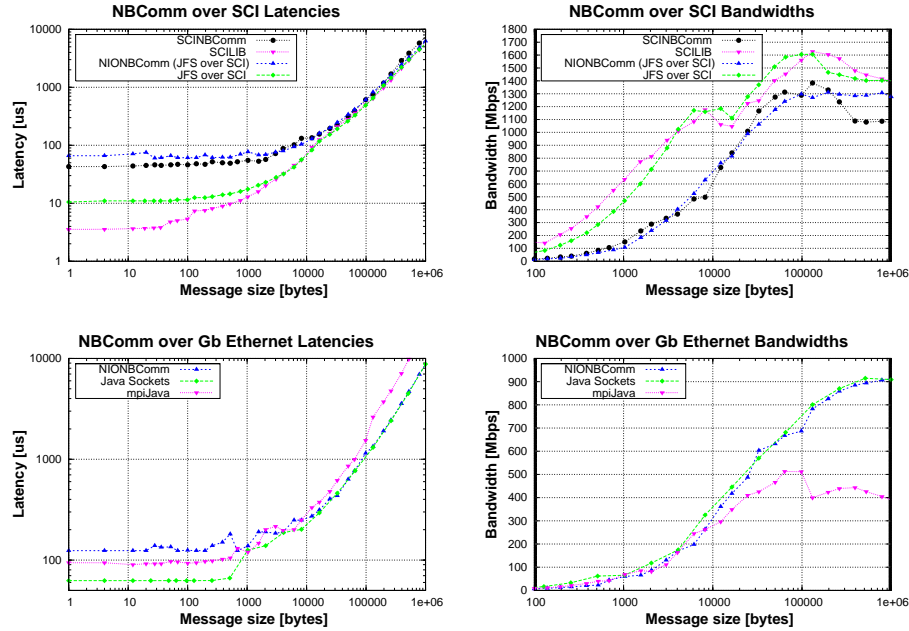 NBComm over SCI Latencies
10000
1000
100
10
1
Latency [us]
SCINBComm
SCILIB
NIONBComm (JFS over SCI)
JFS over SCI
1 10 100 1000 10000 100000 1e+06
Message size [bytes]
NBComm over SCI Bandwidths
1800
1700
1600
1500
1400
1300
1200
1100
1000
900
800
700
600
500
400
300
200
100
0
Bandwidth [Mbps]
SCINBComm
SCILIB
NIONBComm (JFS over SCI)
JFS over SCI
100 1000 10000 100000 1e+06
Message size [bytes]
NBComm over Gb Ethernet Latencies
10000
1000
100
Latency [us]
NIONBComm
Java Sockets
mpiJava
1 10 100 1000 10000 100000 1e+06
Message size [bytes]
NBComm over Gb Ethernet Bandwidths
1000
900
800
700
600
500
400
300
200
100
0
Bandwidth [Mbps]
NIONBComm
Java Sockets
mpiJava
100 1000 10000 100000 1e+06
Message size [bytes]